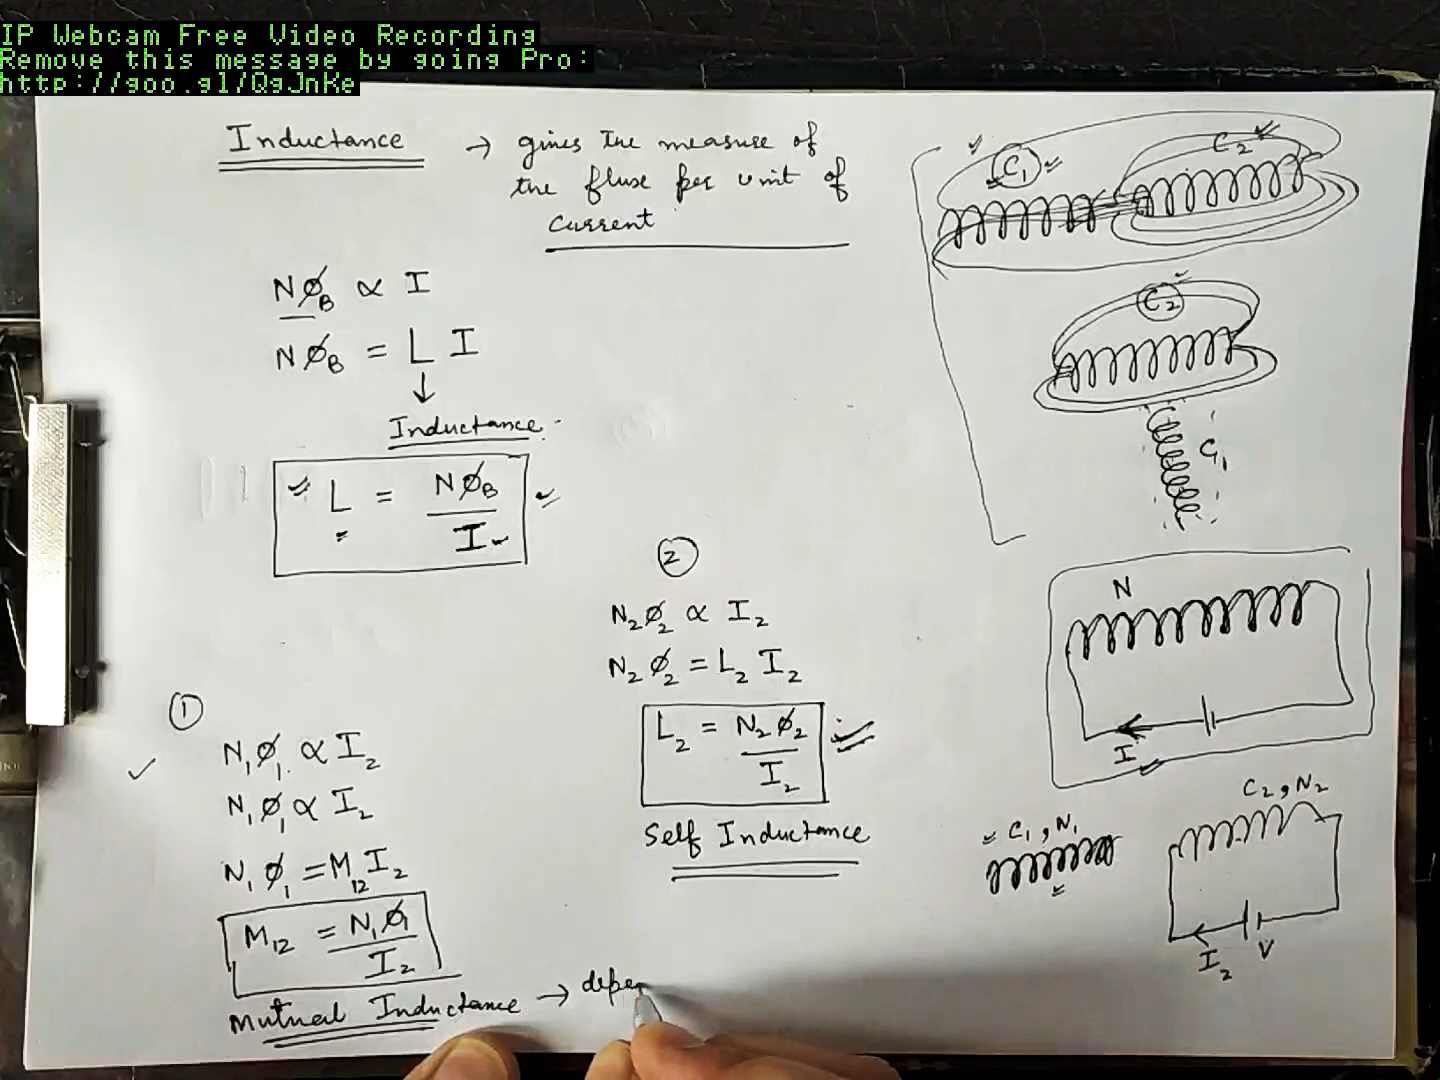 IP Webcam Free Video Recording
Remove this message by going Pro:
http://goo.gl/QgJnKe
Inductance → gives the measure of
the flux per unit of
current
NØB ∝ I
NØB = L I
↓
Inductance
L = NØB / I
C1
C2
C2
C1
N
I
2
N2Ø2 ∝ I2
N2Ø2 = L2 I2
L2 = N2Ø2 / I2
Self Inductance
1
N1Ø1 ∝ I2
N1Ø1 ∝ I2
N1Ø1 = M12 I2
M12 = N1Ø1 / I2
Mutual Inductance → depen
C1, N1
C2, N2
I2
V